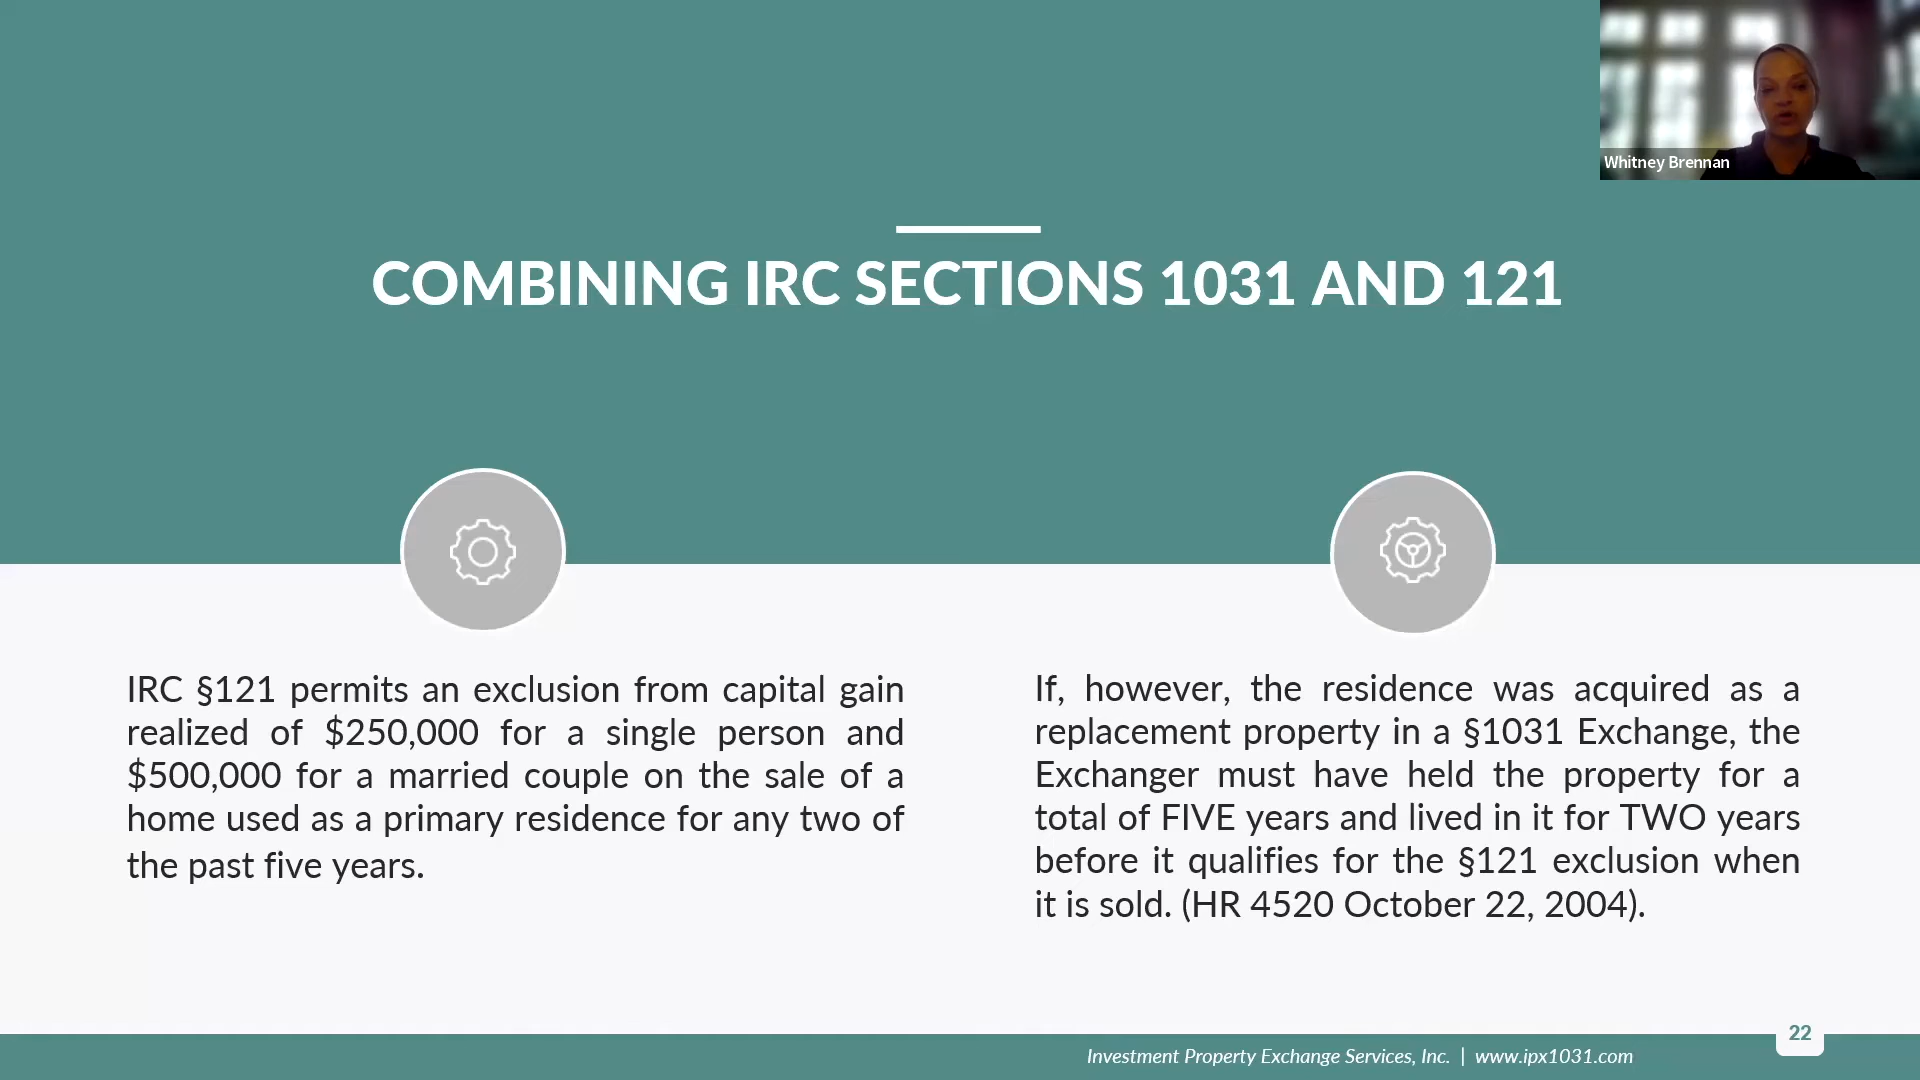 Whitney Brennan
COMBINING IRC SECTIONS 1031 AND 121
IRC §121 permits an exclusion from capital gain
realized of $250,000 for a single person and
$500,000 for a married couple on the sale of a
home used as a primary residence for any two of
the past five years.
If, however, the residence was acquired as a
replacement property in a §1031 Exchange, the
Exchanger must have held the property for a
total of FIVE years and lived in it for TWO years
before it qualifies for the §121 exclusion when
it is sold. (HR 4520 October 22, 2004).
22
Investment Property Exchange Services, Inc. | www.ipx1031.com